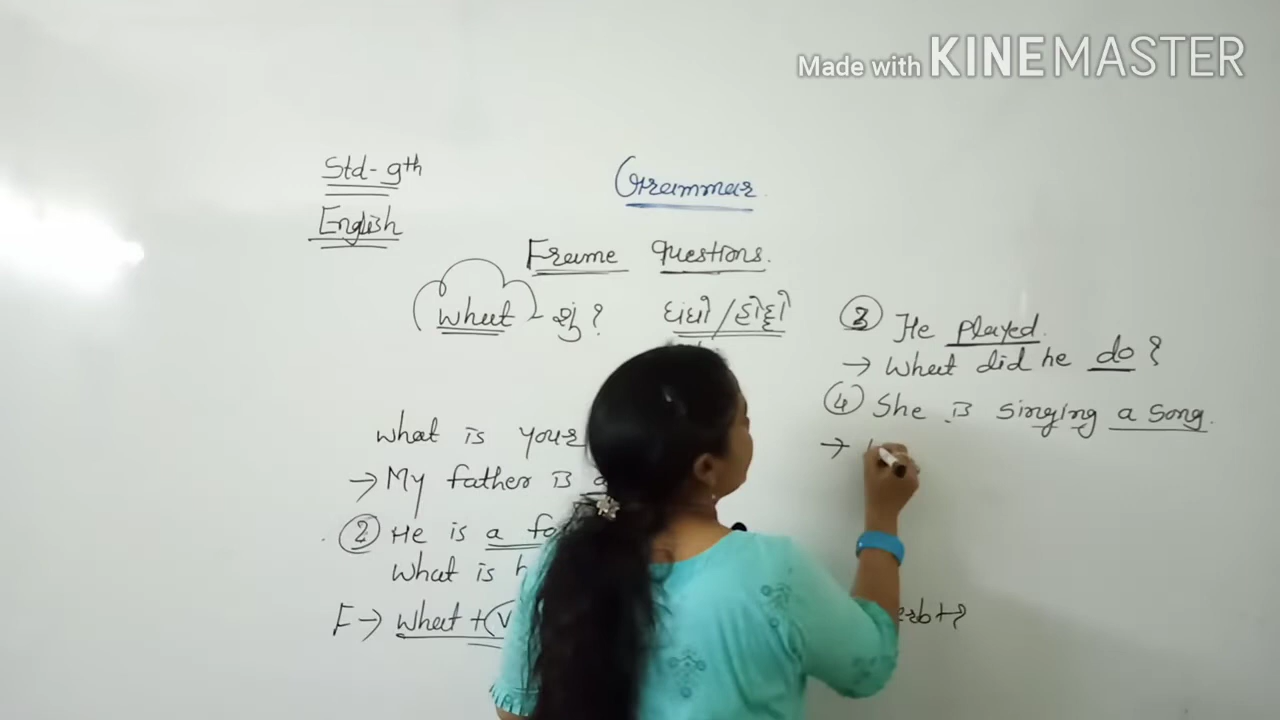 Made with KINEMASTER
Std-9th
English
Grammar
Frame Questions.
What - શું? ધંધો/હોદ્દો
What is your
→ My father is a
② He is a
What is
F → What +(V erb+?
③ He played.
→ What did he do?
④ She is singing a song.
→